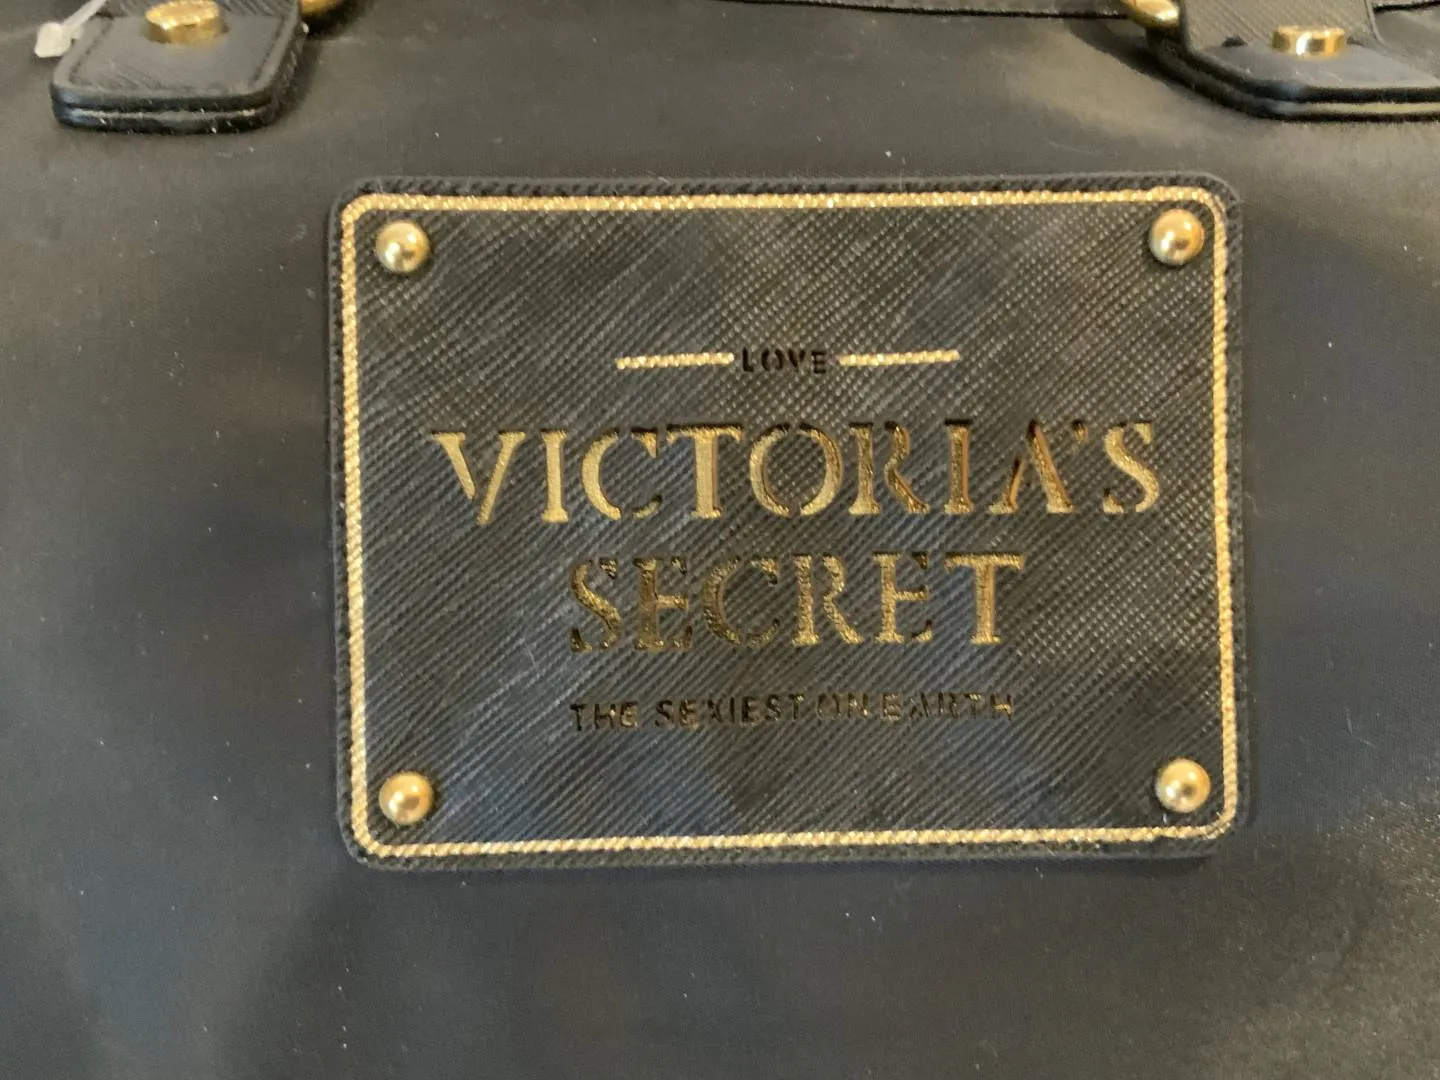 LOVE
VICTORIA'S
SECRET
THE SEXIEST ON EARTH